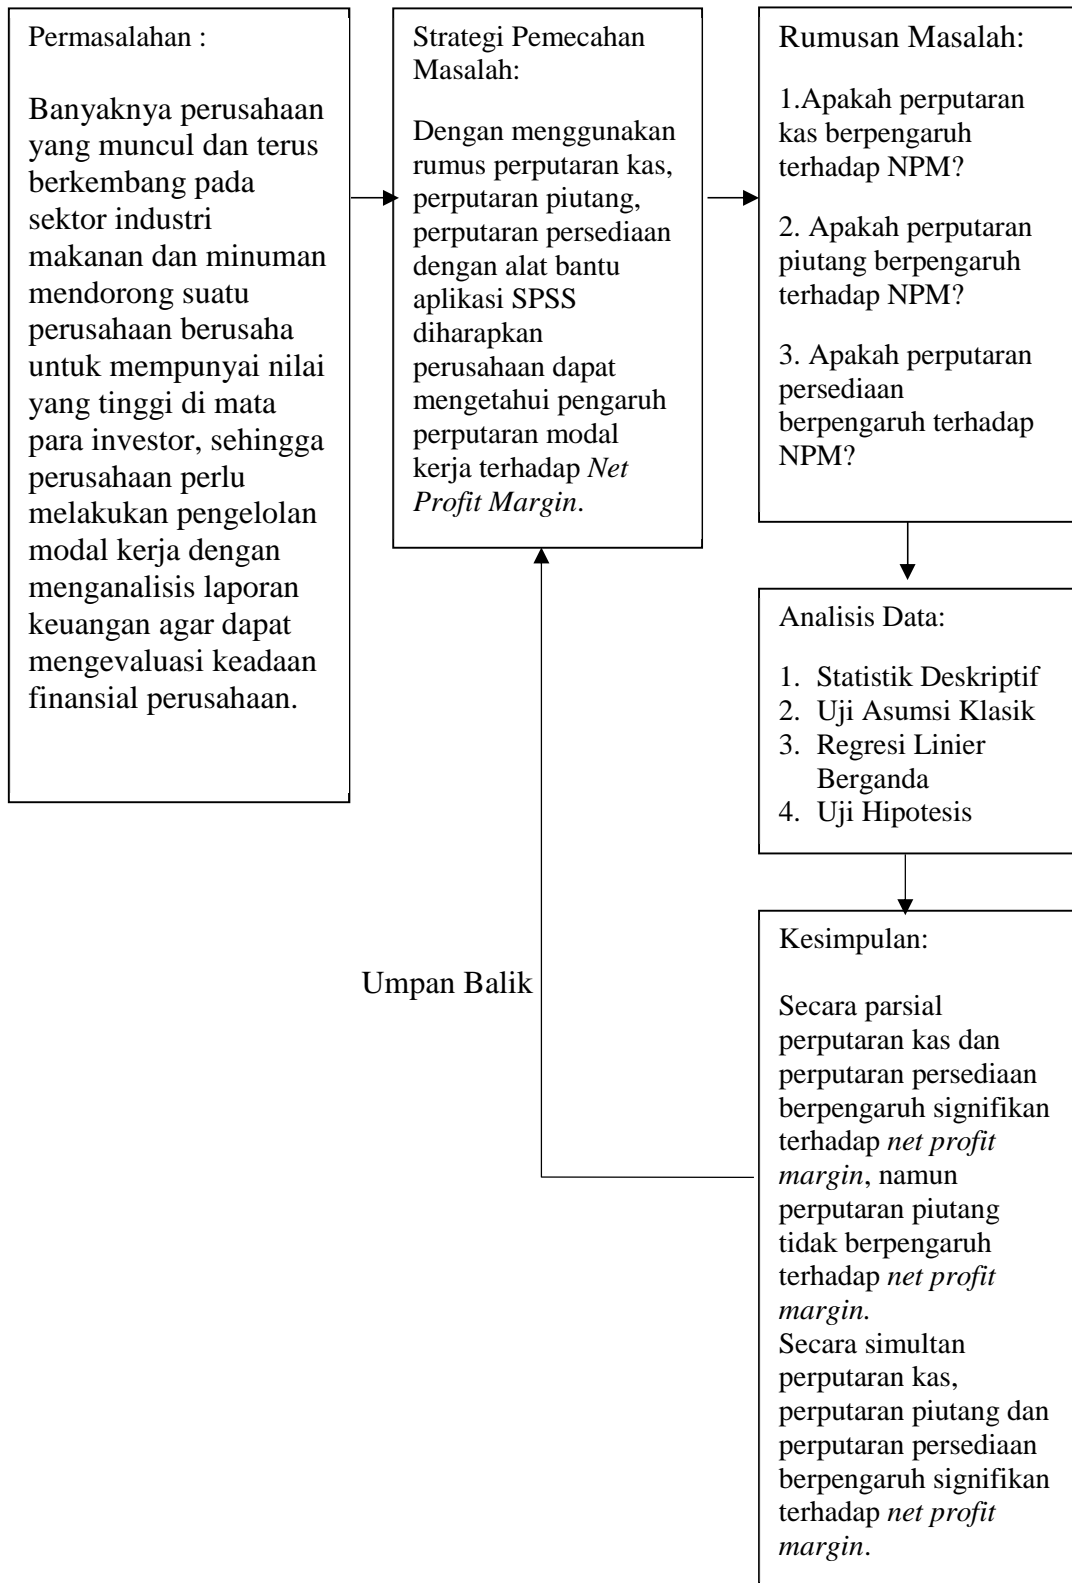 Permasalahan :
Banyaknya perusahaan
yang muncul dan terus
berkembang pada
sektor industri
makanan dan minuman
mendorong suatu
perusahaan berusaha
untuk mempunyai nilai
yang tinggi di mata
para investor, sehingga
perusahaan perlu
melakukan pengelolan
modal kerja dengan
menganalisis laporan
keuangan agar dapat
mengevaluasi keadaan
finansial perusahaan.
Strategi Pemecahan
Masalah:
Dengan menggunakan
rumus perputaran kas,
perputaran piutang,
perputaran persediaan
dengan alat bantu
aplikasi SPSS
diharapkan
perusahaan dapat
mengetahui pengaruh
perputaran modal
kerja terhadap Net
Profit Margin.
Rumusan Masalah:
1.Apakah perputaran
kas berpengaruh
terhadap NPM?
2. Apakah perputaran
piutang berpengaruh
terhadap NPM?
3. Apakah perputaran
persediaan
berpengaruh terhadap
NPM?
Analisis Data:
1. Statistik Deskriptif
2. Uji Asumsi Klasik
3. Regresi Linier
Berganda
4. Uji Hipotesis
Kesimpulan:
Secara parsial
perputaran kas dan
perputaran persediaan
berpengaruh signifikan
terhadap net profit
margin, namun
perputaran piutang
tidak berpengaruh
terhadap net profit
margin.
Secara simultan
perputaran kas,
perputaran piutang dan
perputaran persediaan
berpengaruh signifikan
terhadap net profit
margin.
Umpan Balik